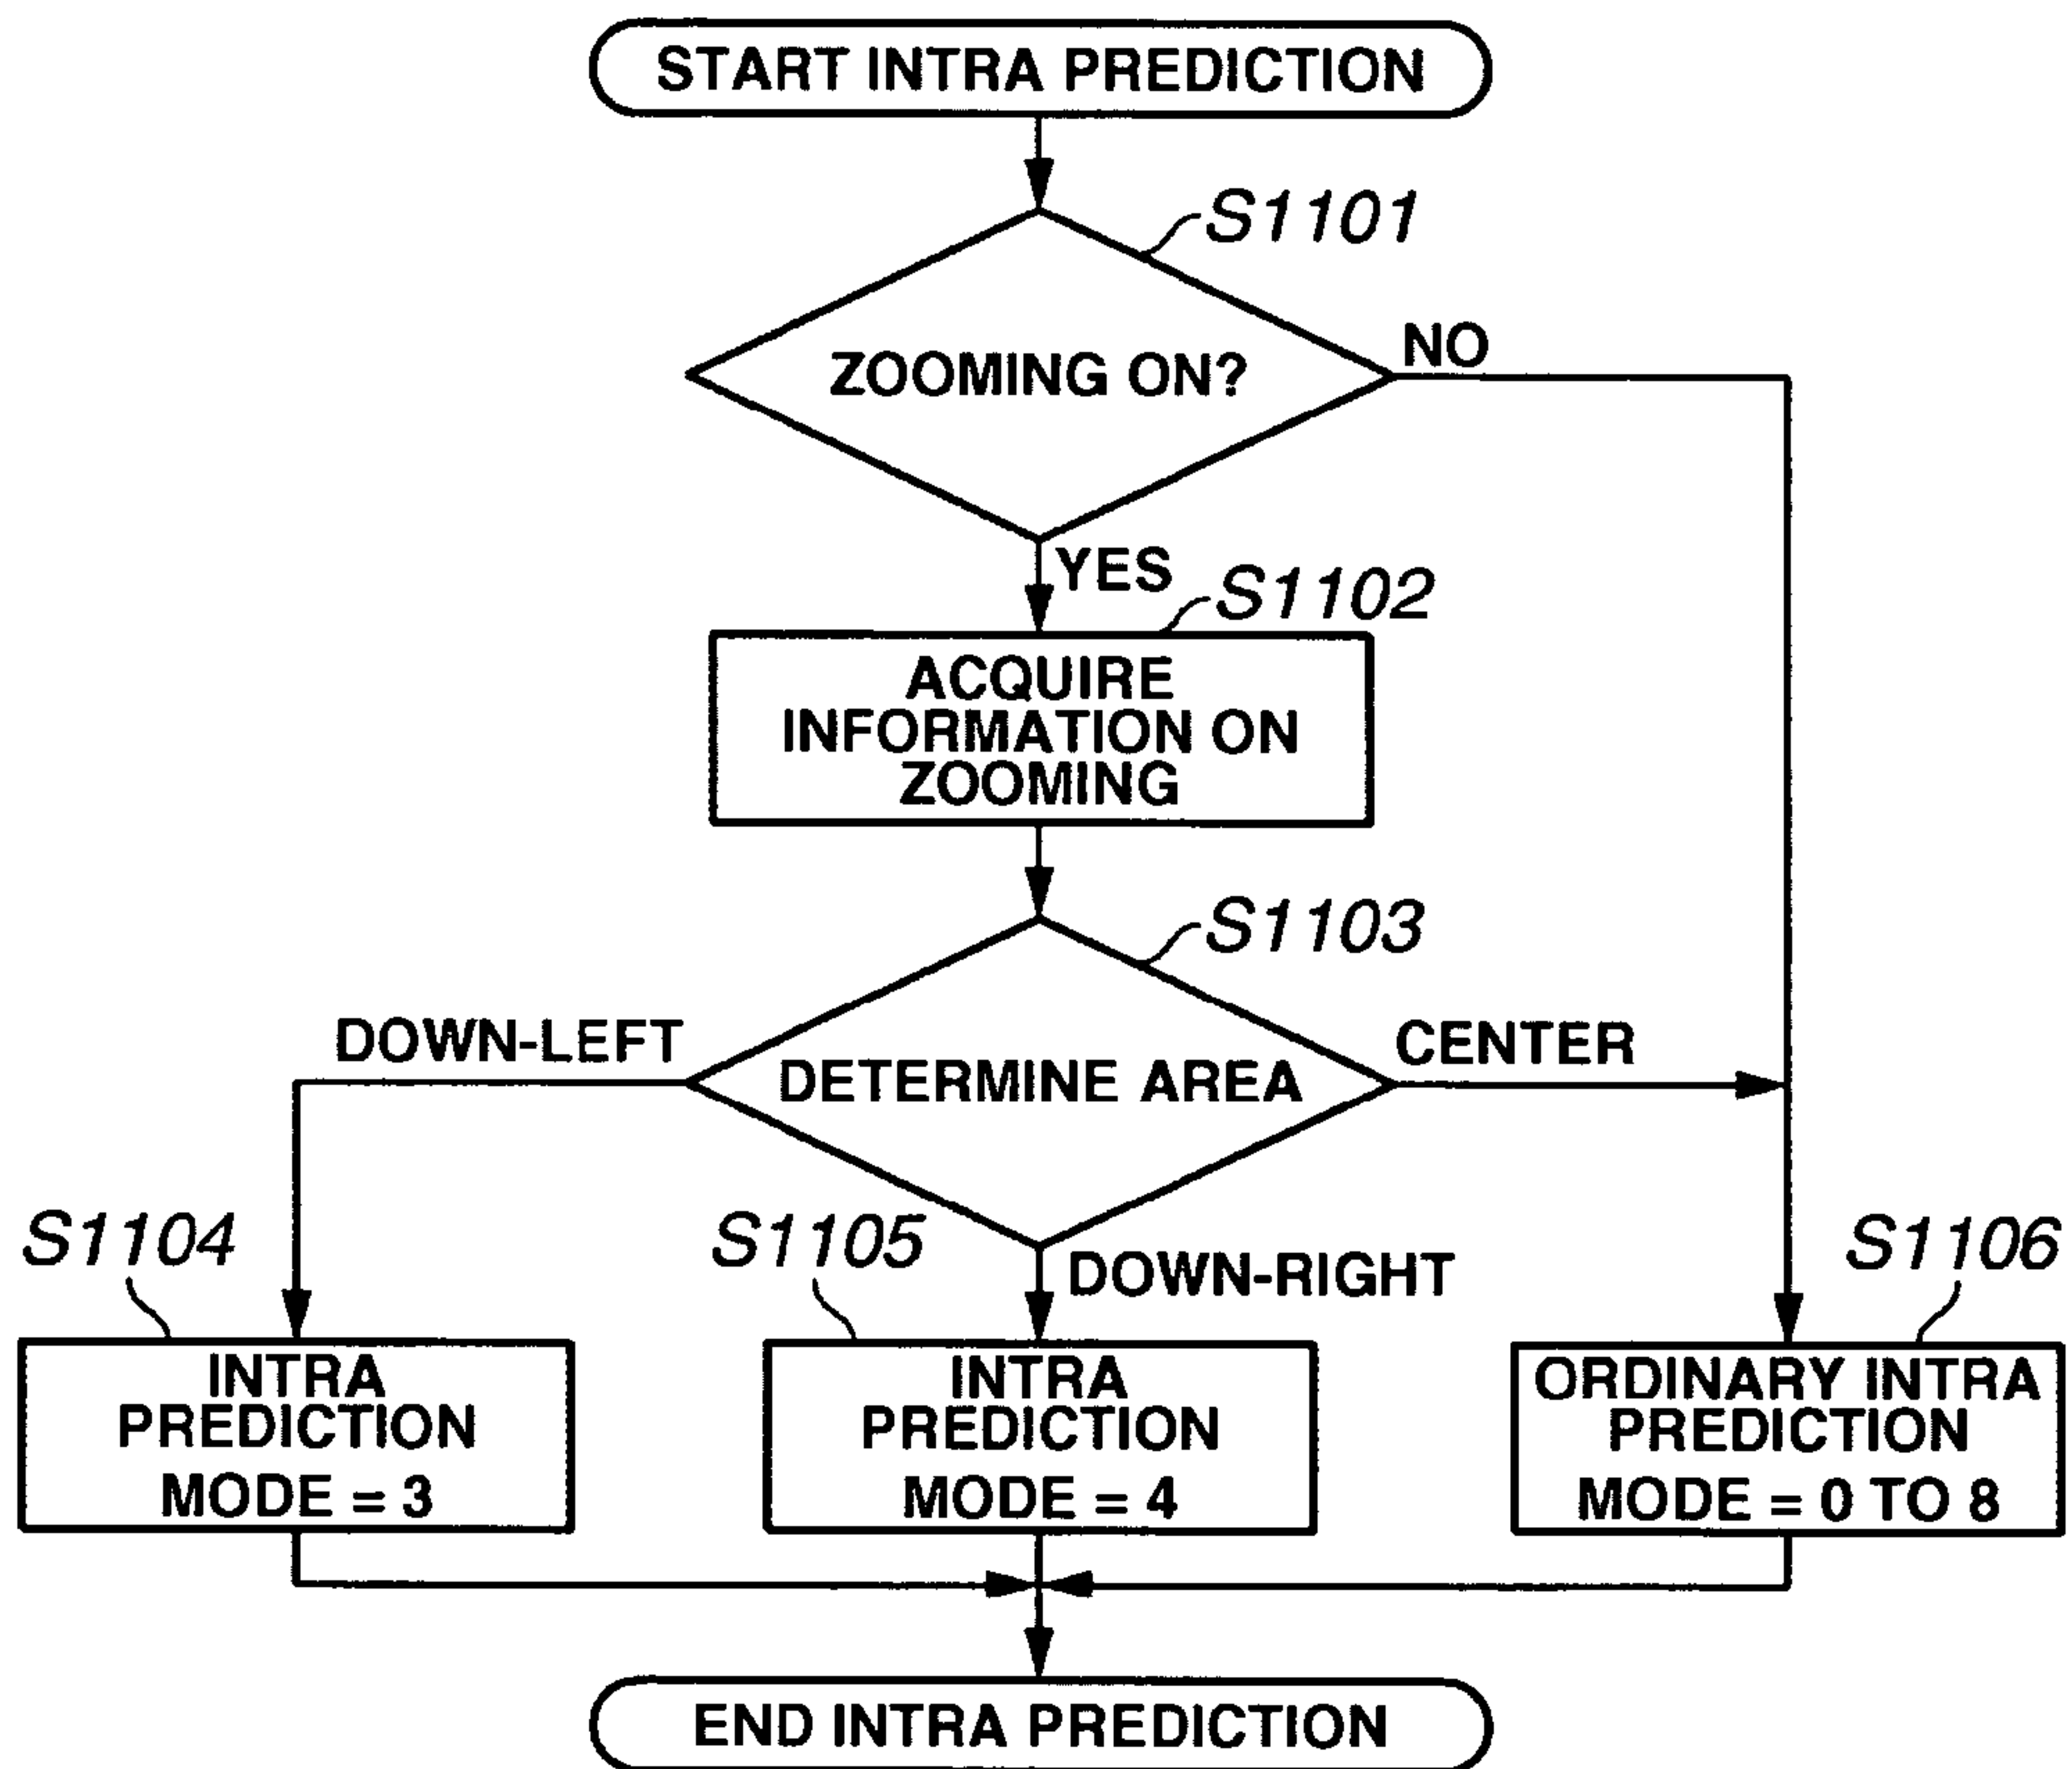 START INTRA PREDICTION
S1101
ZOOMING ON?
NO
YES
S1102
ACQUIRE
INFORMATION ON
ZOOMING
S1103
DOWN-LEFT
DETERMINE AREA
CENTER
S1104
S1105
DOWN-RIGHT
S1106
INTRA
PREDICTION
MODE = 3
INTRA
PREDICTION
MODE = 4
ORDINARY INTRA
PREDICTION
MODE = 0 TO 8
END INTRA PREDICTION